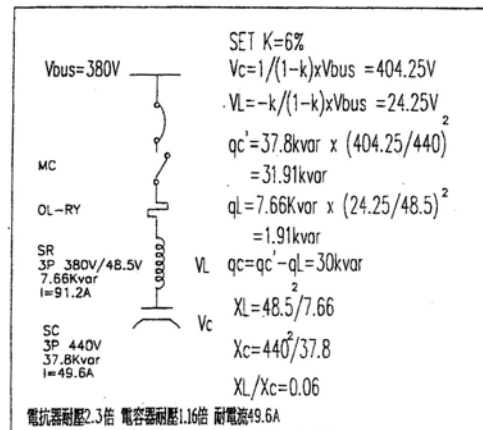 SET K=6%
Vbus=380V
Vc=1/(1-k)xVbus =404.25V
VL=-k/(1-k)xVbus =24.25V
qc'=37.8kvar x (404.25/440)²
=31.91kvar
MC
OL-RY
qL=7.66Kvar x (24.25/48.5)²
=1.91kvar
SR
3P 380V/48.5V
7.66Kvar
I=91.2A
VL
qc=qc'-qL=30kvar
XL=48.5²/7.66
Vc
SC
3P 440V
37.8Kvar
I=49.6A
Xc=440²/37.8
XL/Xc=0.06
電抗器耐壓2.3倍 電容器耐壓1.16倍 耐電流49.6A